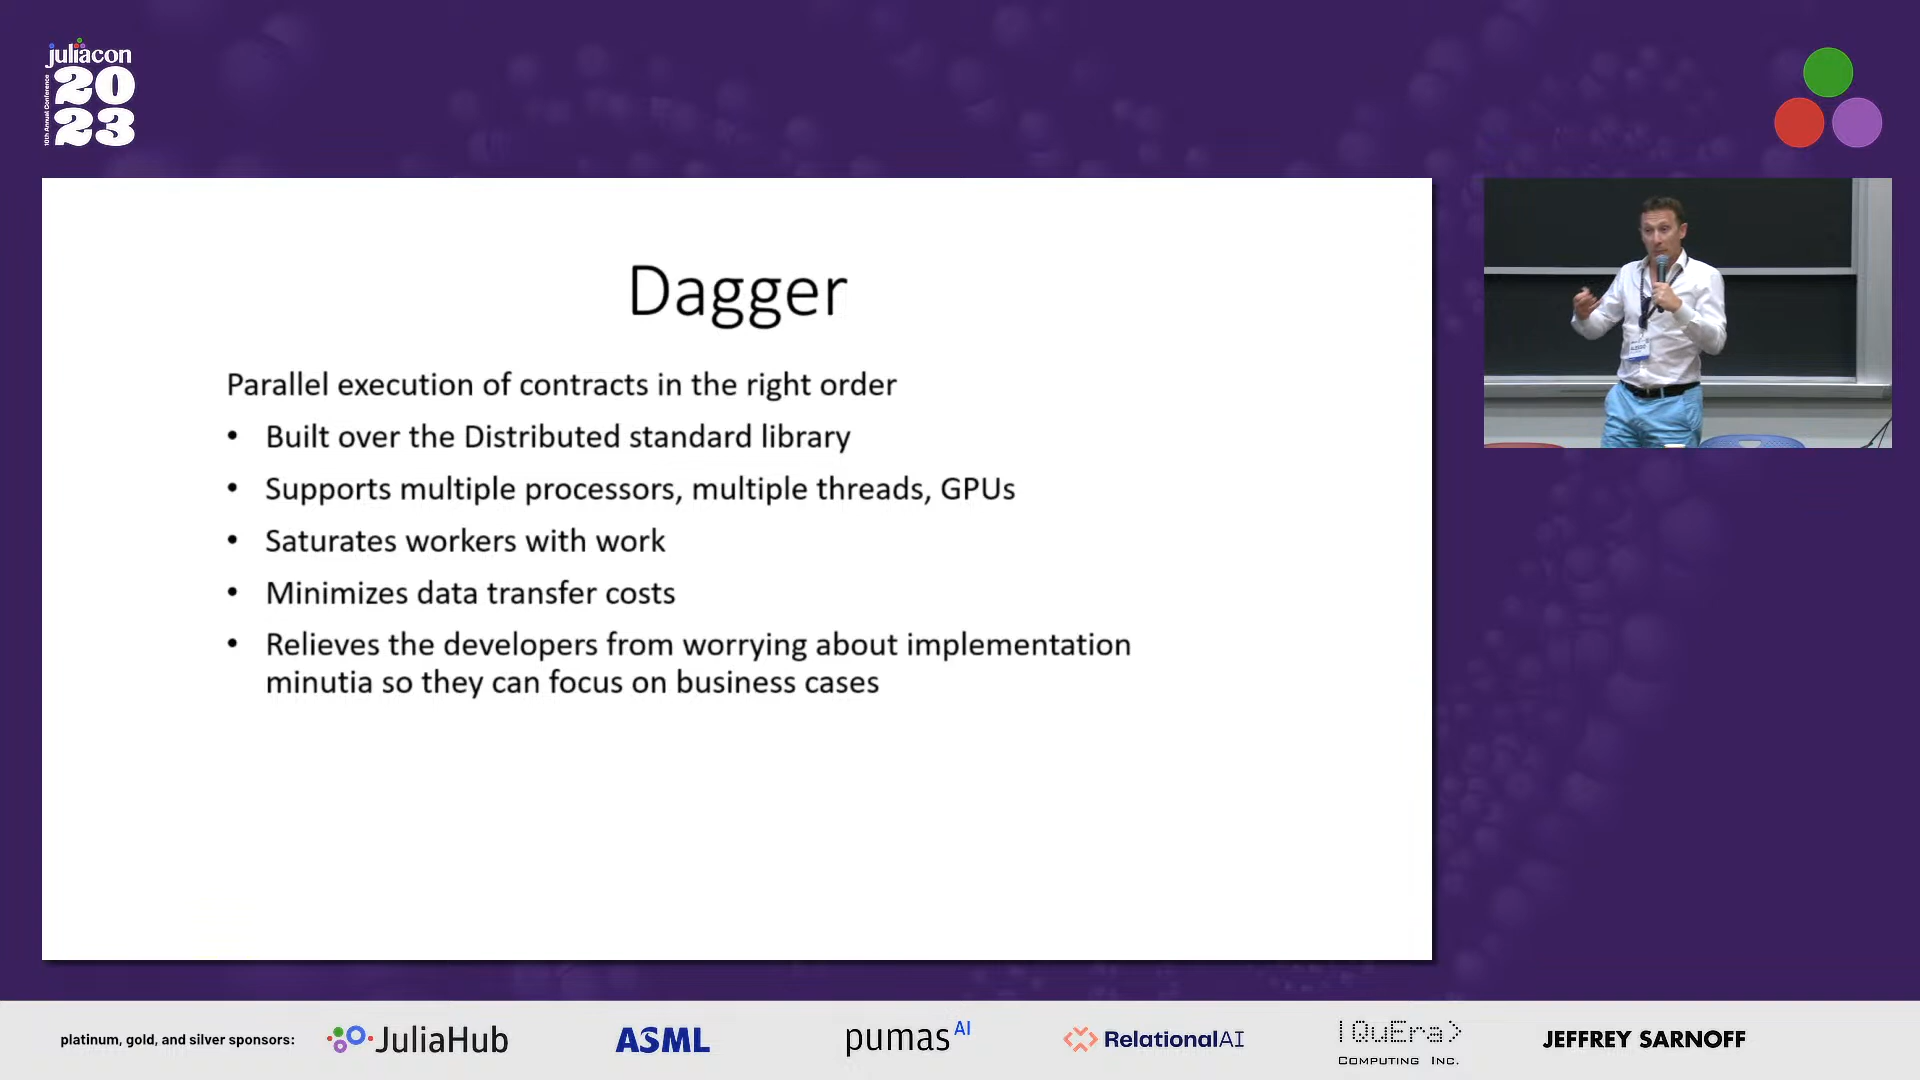 juliacon
2023
10th Annual Conference
Dagger
Parallel execution of contracts in the right order
• Built over the Distributed standard library
• Supports multiple processors, multiple threads, GPUs
• Saturates workers with work
• Minimizes data transfer costs
• Relieves the developers from worrying about implementation
minutia so they can focus on business cases
platinum, gold, and silver sponsors:
JuliaHub
ASML
pumas AI
RelationalAI
|QuEra>
COMPUTING INC.
JEFFREY SARNOFF